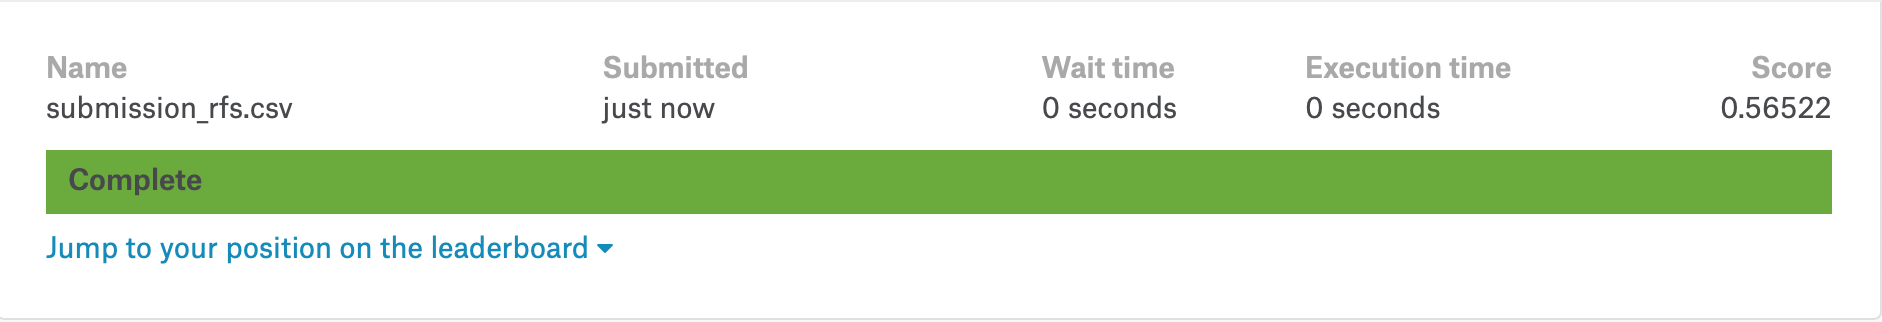 Name Submitted Wait time Execution time Score
submission_rfs.csv just now 0 seconds 0 seconds 0.56522
Complete
Jump to your position on the leaderboard